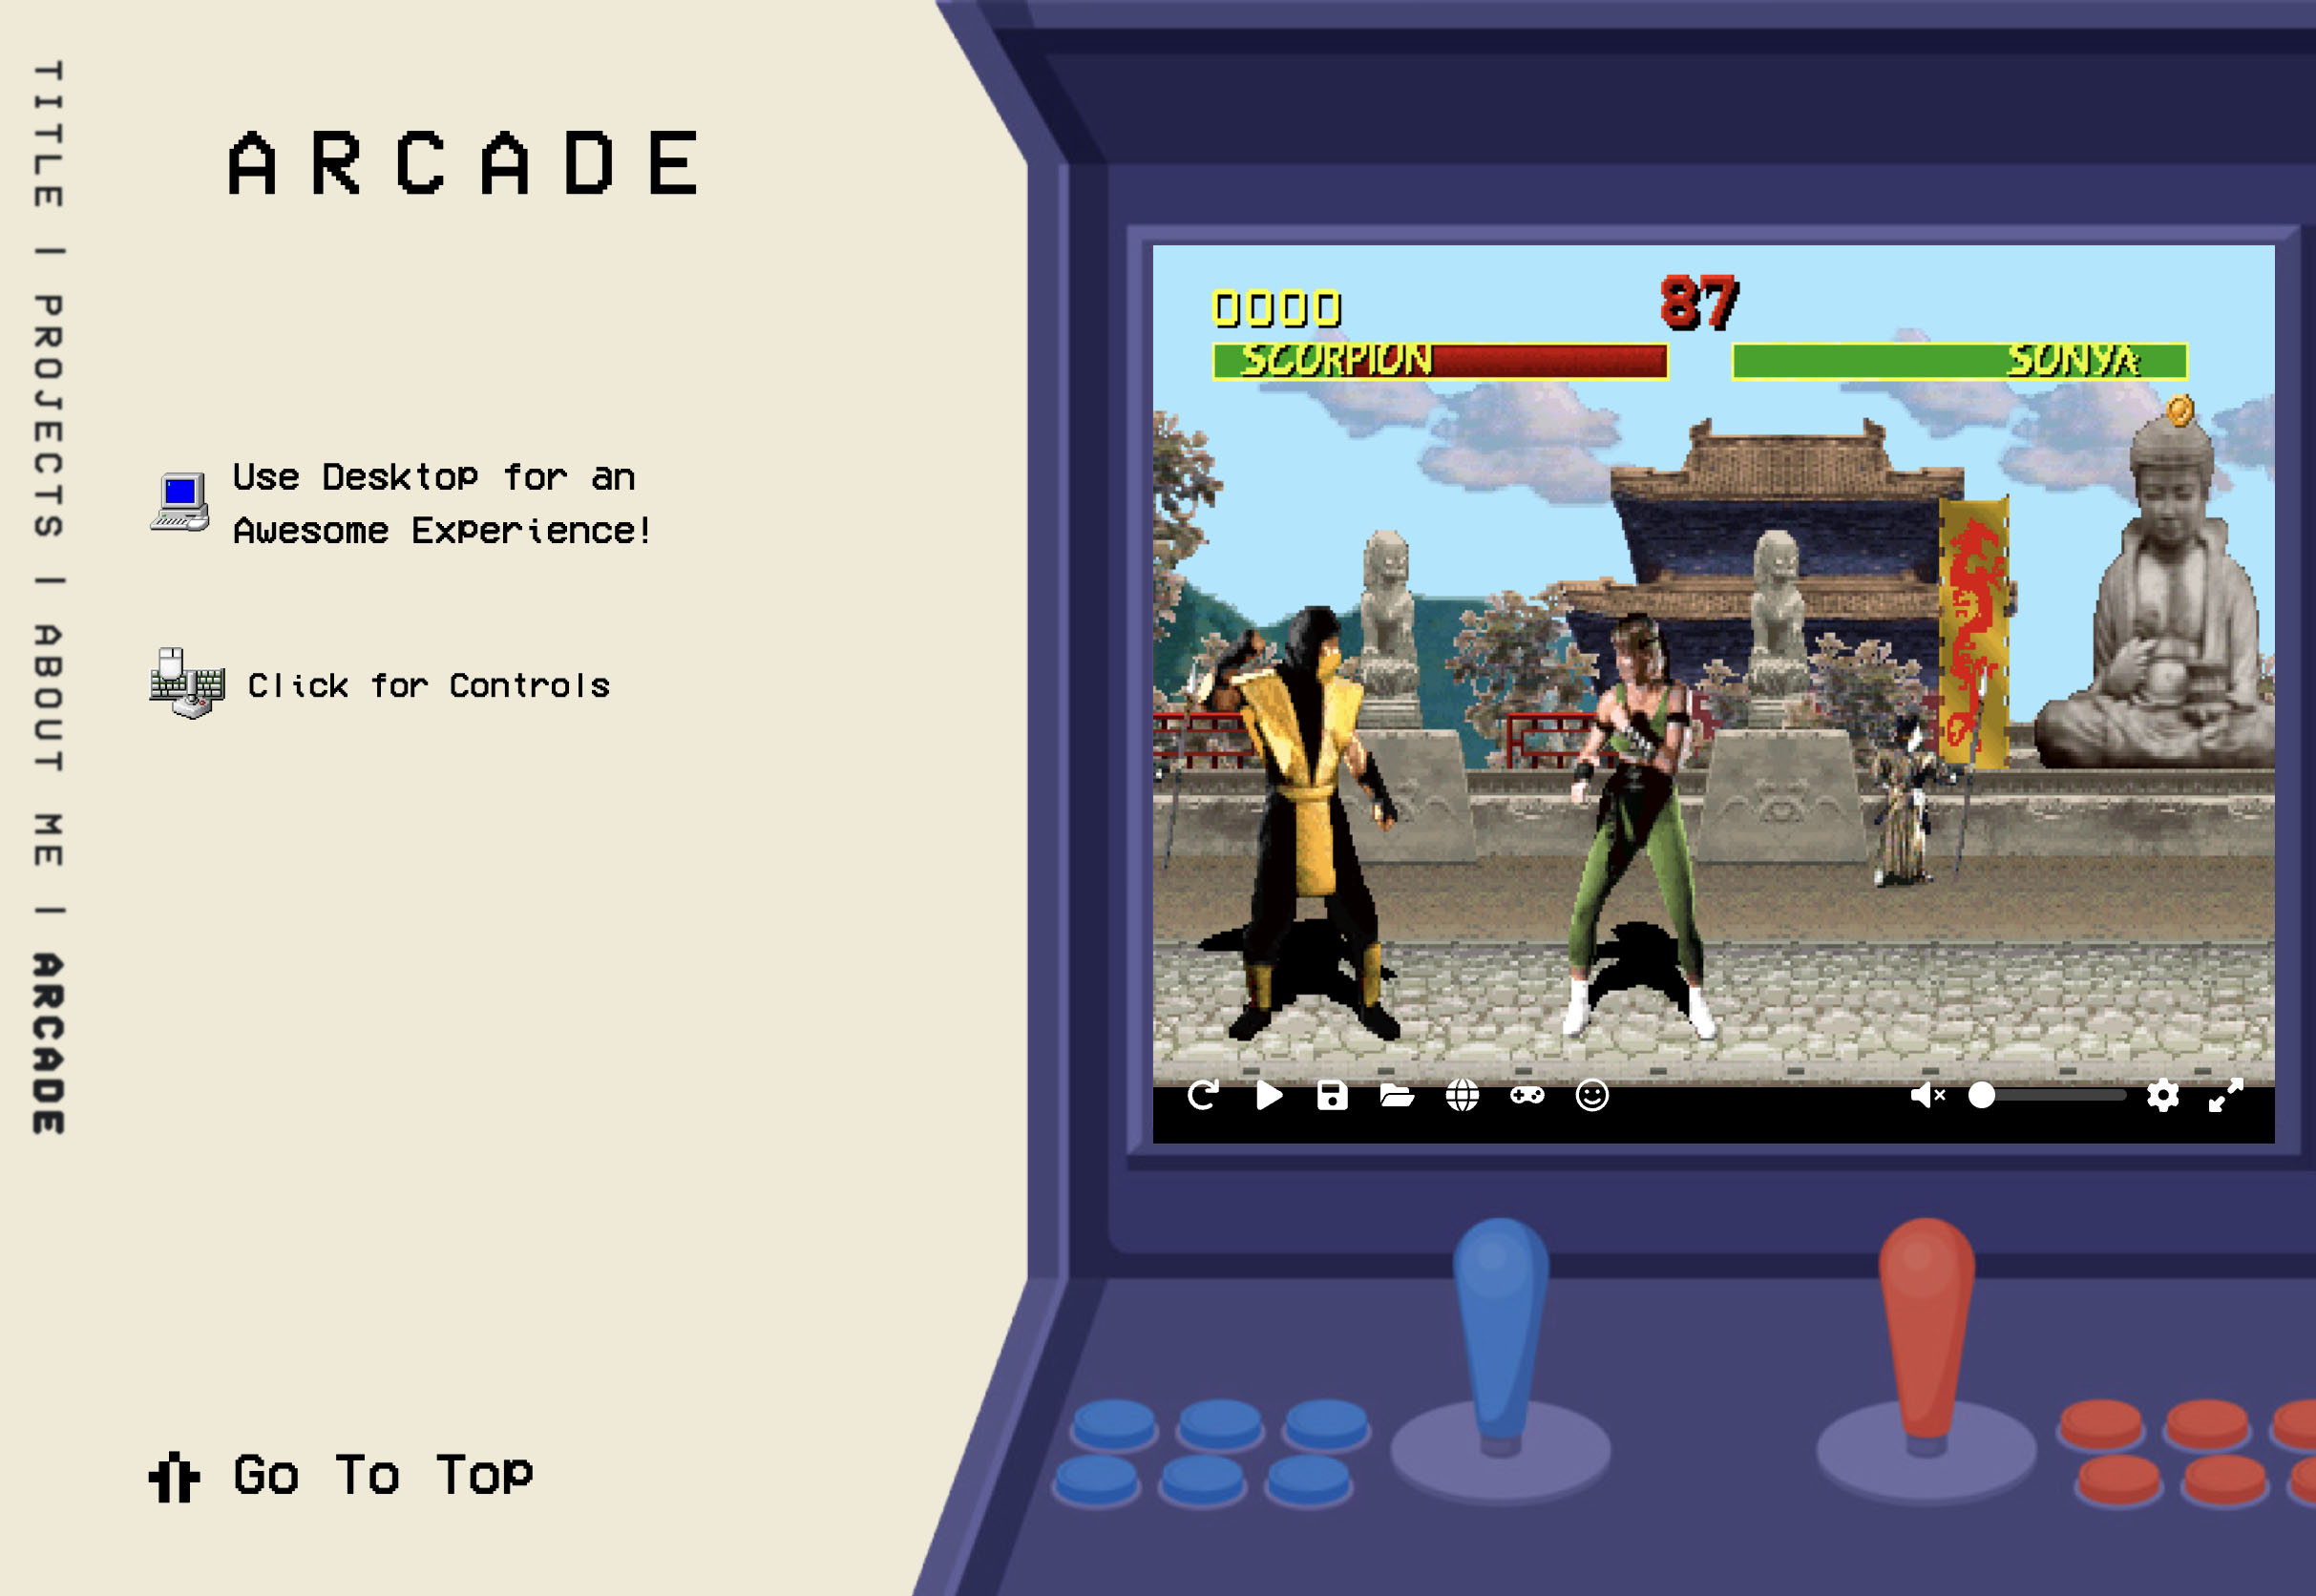 TITLE | PROJECTS | ABOUT ME | ARCADE
ARCADE
Use Desktop for an
Awesome Experience!
Click for Controls
Go To Top
0000
87
SCORPION
SONYA